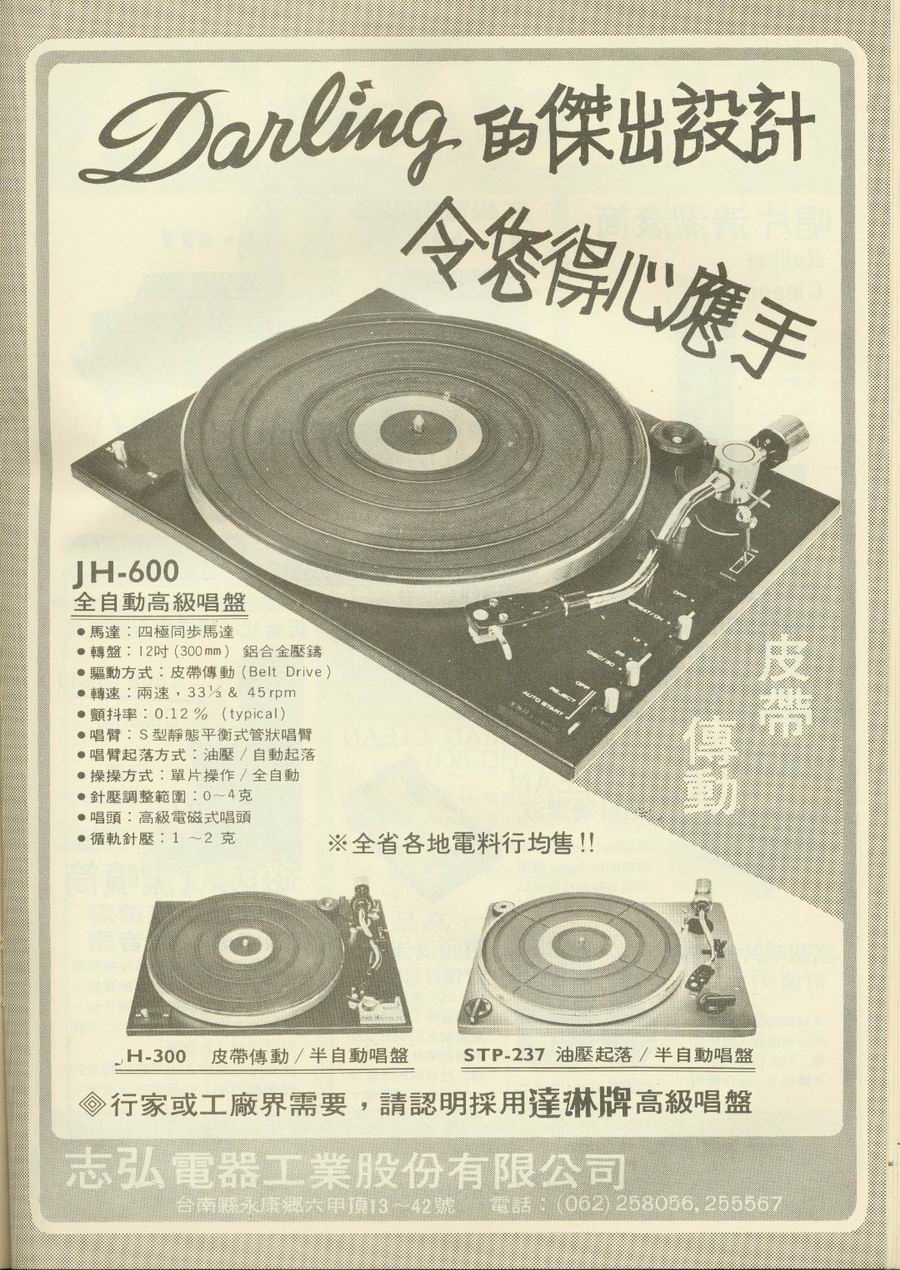 Darling 的傑出設計
令您得心應手
JH-600
全自動高級唱盤
●馬達：四極同步馬達
●轉盤：12吋(300mm) 鋁合金壓鑄
●驅動方式：皮帶傳動(Belt Drive)
●轉速：兩速，33⅓ & 45rpm
●顫抖率：0.12% (typical)
●唱臂：S型靜態平衡式管狀唱臂
●唱臂起落方式：油壓/自動起落
●操操方式：單片操作/全自動
●針壓調整範圍：0～4克
●唱頭：高級電磁式唱頭
●循軌針壓：1～2克
REJECT
AUTO START
皮帶
傳動
※全省各地電料行均售!!
JH-300 皮帶傳動/半自動唱盤
STP-237 油壓起落/半自動唱盤
行家或工廠界需要，請認明採用達琳牌高級唱盤
志弘電器工業股份有限公司
台南縣永康鄉六甲頂13～42號 電話：(062)258056,255567